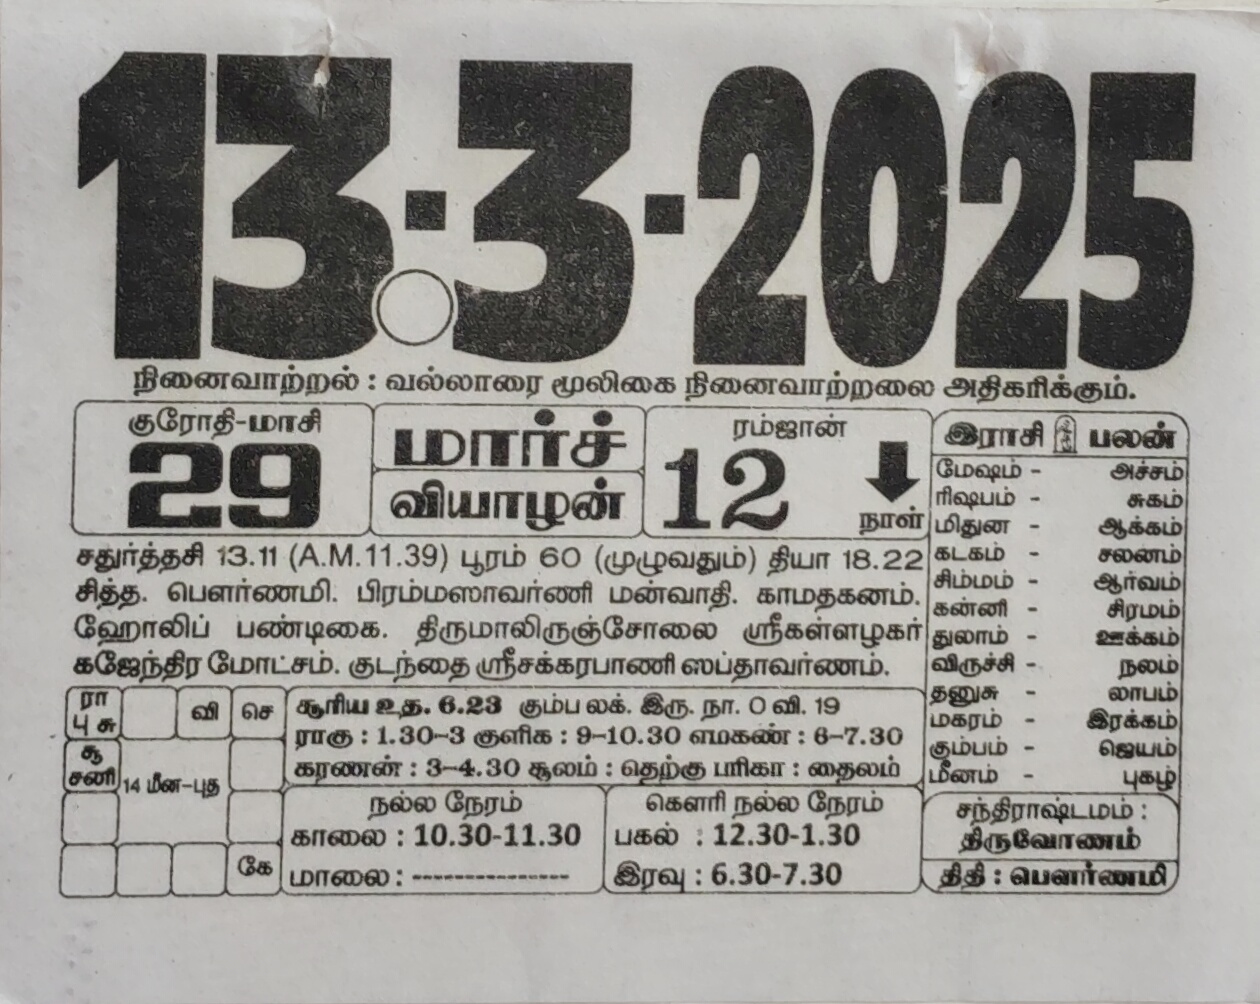 13.3.2025
நினைவாற்றல் : வல்லாரை மூலிகை நினைவாற்றலை அதிகரிக்கும்.
குரோதி-மாசி
29
மார்ச்
வியாழன்
ரம்ஜான்
12
நாள்
இராசி பலன்
மேஷம் - அச்சம்
ரிஷபம் - சுகம்
மிதுன - ஆக்கம்
கடகம் - சலனம்
சிம்மம் - ஆர்வம்
கன்னி - சிரமம்
துலாம் - ஊக்கம்
விருச்சி - நலம்
தனுசு - லாபம்
மகரம் - இரக்கம்
கும்பம் - ஜெயம்
மீனம் - புகழ்
சதுர்த்தசி 13.11 (A.M.11.39) பூரம் 60 (முழுவதும்) தியா 18.22
சித்த. பௌர்ணமி. பிரம்மஸாவர்ணி மன்வாதி. காமதகனம்.
ஹோலிப் பண்டிகை. திருமாலிருஞ்சோலை ஸ்ரீகள்ளழகர்
கஜேந்திர மோட்சம். குடந்தை ஸ்ரீசக்கரபாணி ஸப்தாவர்ணம்.
ரா
பு சு
வி
செ
சூ
சனி
14 மீன-புத
கே
சூரிய உத. 6.23 கும்ப லக். இரு. நா. 0 வி. 19
ராகு : 1.30-3 குளிக : 9-10.30 எமகண் : 6-7.30
கரணன் : 3-4.30 சூலம் : தெற்கு பரிகா : தைலம்
நல்ல நேரம்
காலை : 10.30-11.30
மாலை : ---------------
கௌரி நல்ல நேரம்
பகல் : 12.30-1.30
இரவு : 6.30-7.30
சந்திராஷ்டமம் :
திருவோணம்
திதி : பௌர்ணமி